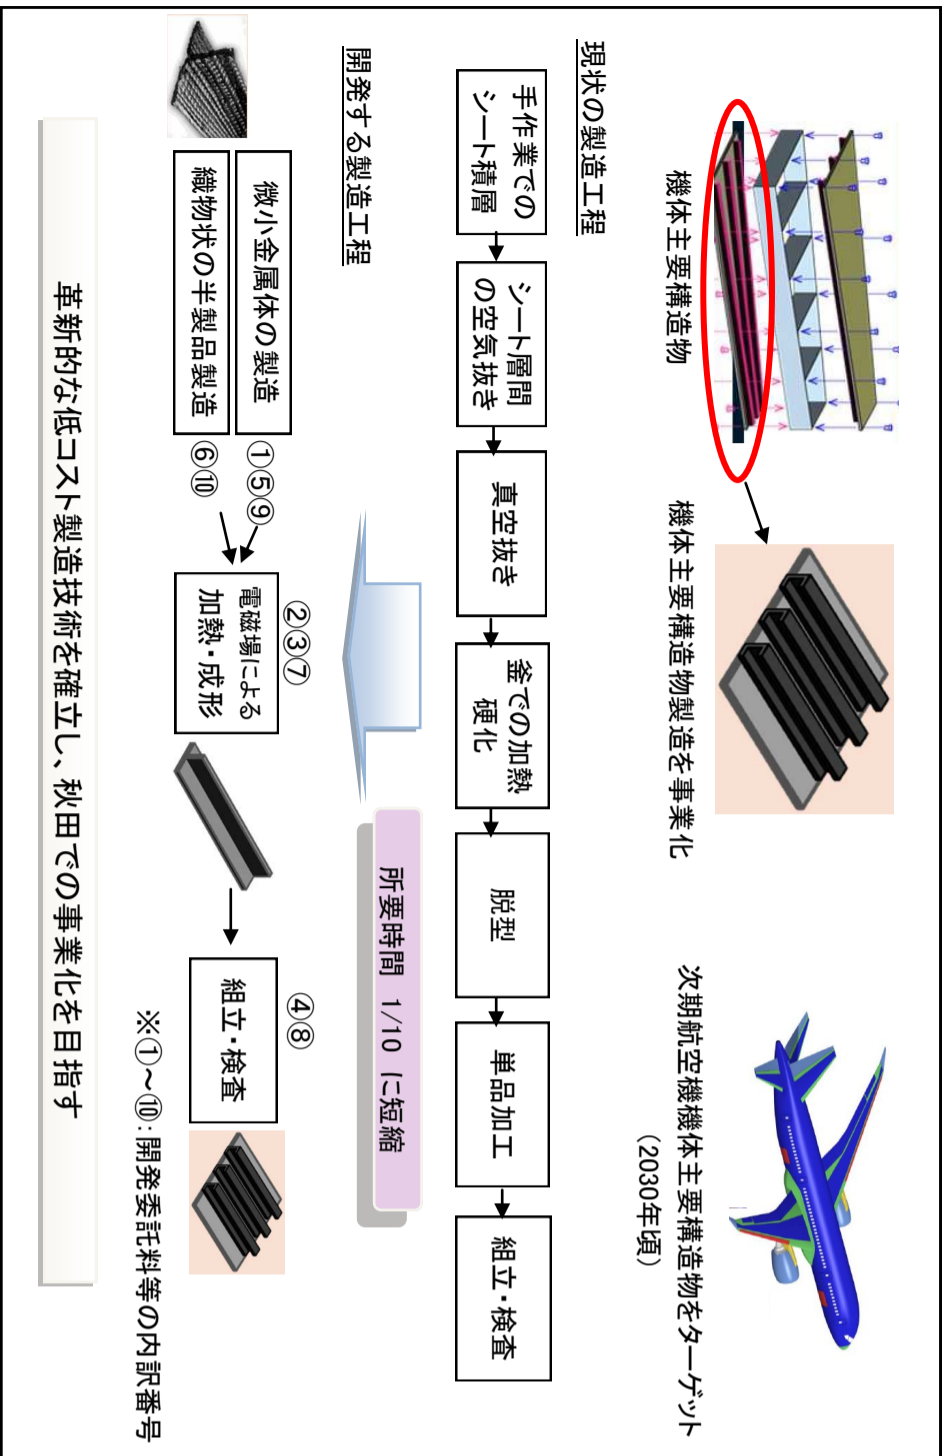 機体主要構造物
機体主要構造物製造を事業化
次期航空機機体主要構造物をターゲット
（2030年頃）
現状の製造工程
手作業での
シート積層
シート層間
の空気抜き
真空抜き
釜での加熱
硬化
脱型
単品加工
組立・検査
所要時間 1/10 に短縮
開発する製造工程
微小金属体の製造
①⑤⑨
織物状の半製品製造
⑥⑩
②③⑦
電磁場による
加熱・成形
④⑧
組立・検査
※①～⑩：開発委託料等の内訳番号
革新的な低コスト製造技術を確立し、秋田での事業化を目指す